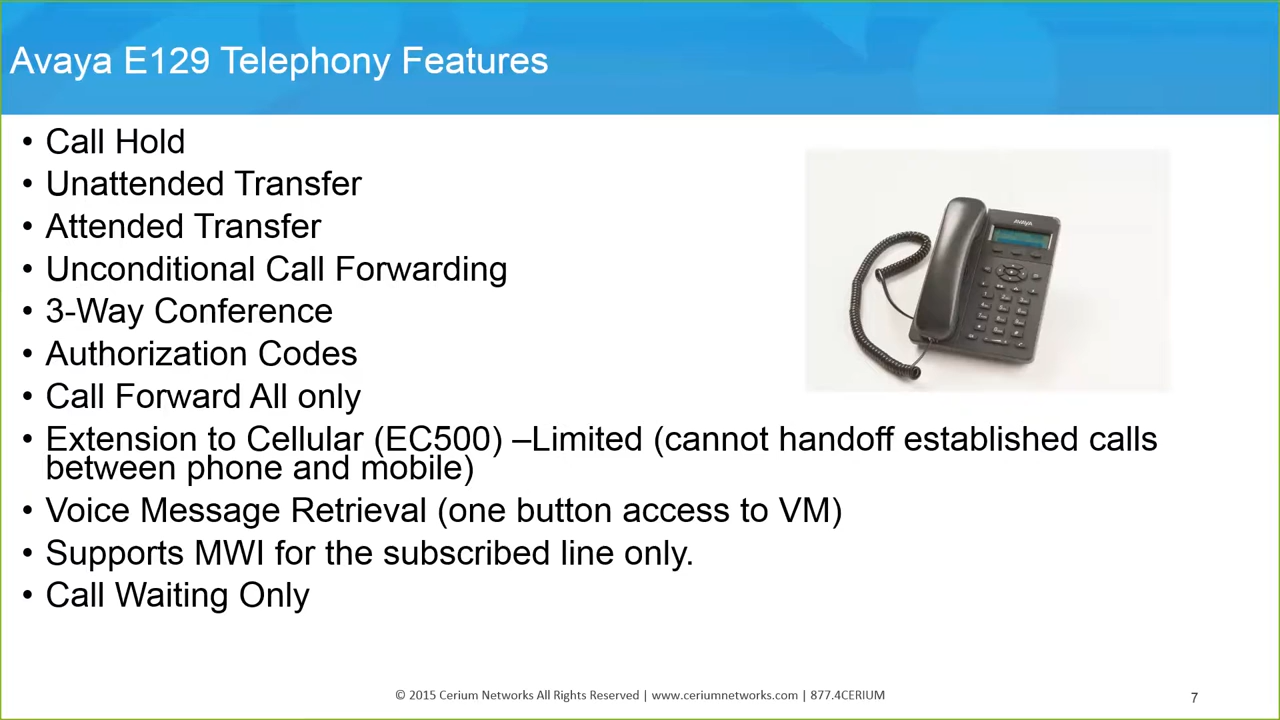 Avaya E129 Telephony Features
• Call Hold
• Unattended Transfer
• Attended Transfer
• Unconditional Call Forwarding
• 3-Way Conference
• Authorization Codes
• Call Forward All only
• Extension to Cellular (EC500) –Limited (cannot handoff established calls
between phone and mobile)
• Voice Message Retrieval (one button access to VM)
• Supports MWI for the subscribed line only.
• Call Waiting Only
AVAYA
© 2015 Cerium Networks All Rights Reserved | www.ceriumnetworks.com | 877.4CERIUM
7